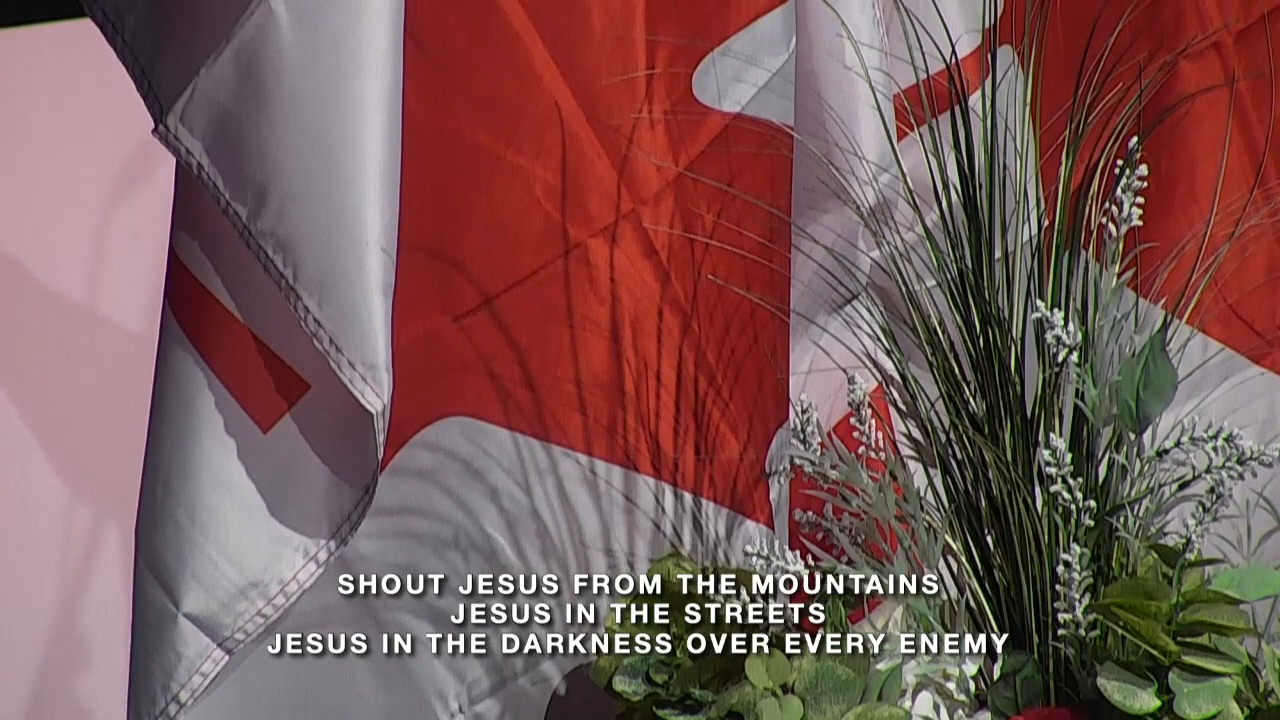 SHOUT JESUS FROM THE MOUNTAINS
JESUS IN THE STREETS
JESUS IN THE DARKNESS OVER EVERY ENEMY